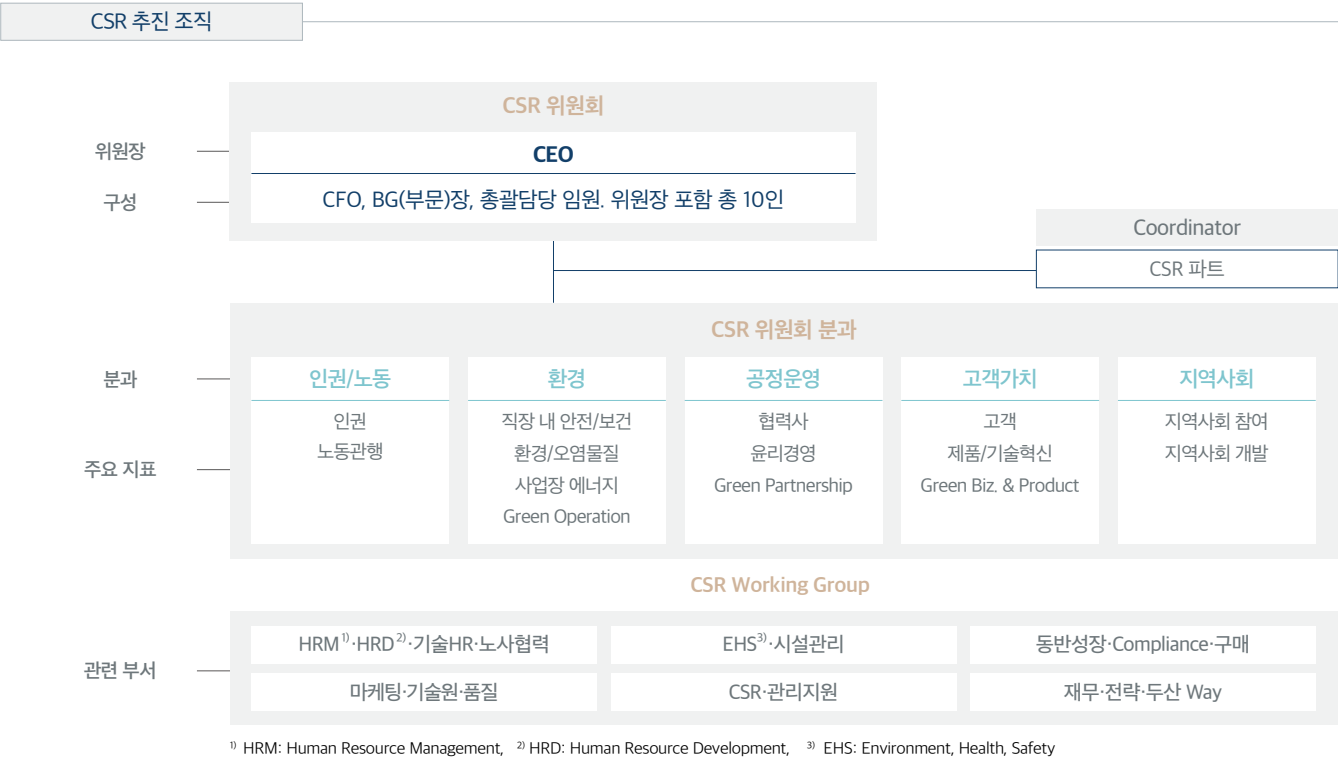 CSR 추진 조직
CSR 위원회
위원장
CEO
구성
CFO, BG(부문)장, 총괄담당 임원. 위원장 포함 총 10인
Coordinator
CSR 파트
CSR 위원회 분과
분과
인권/노동
환경
공정운영
고객가치
지역사회
주요 지표
인권
노동관행
직장 내 안전/보건
환경/오염물질
사업장 에너지
Green Operation
협력사
윤리경영
Green Partnership
고객
제품/기술혁신
Green Biz. & Product
지역사회 참여
지역사회 개발
CSR Working Group
관련 부서
HRM¹⁾·HRD²⁾·기술HR·노사협력
EHS³⁾·시설관리
동반성장·Compliance·구매
마케팅·기술원·품질
CSR·관리지원
재무·전략·두산 Way
¹⁾ HRM: Human Resource Management, ²⁾ HRD: Human Resource Development, ³⁾ EHS: Environment, Health, Safety